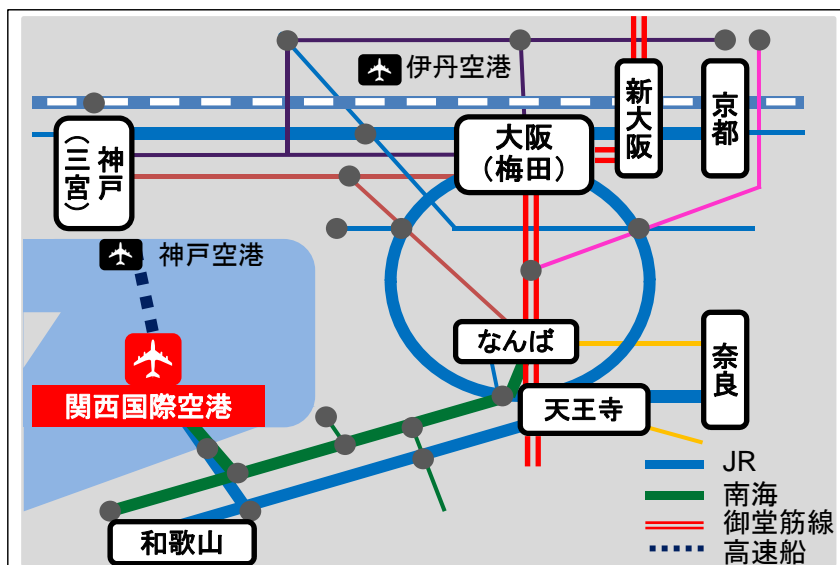 伊丹空港
新大阪
京都
大阪
（梅田）
神戸
（三宮）
神戸空港
なんば
奈良
関西国際空港
天王寺
JR
南海
御堂筋線
高速船
和歌山